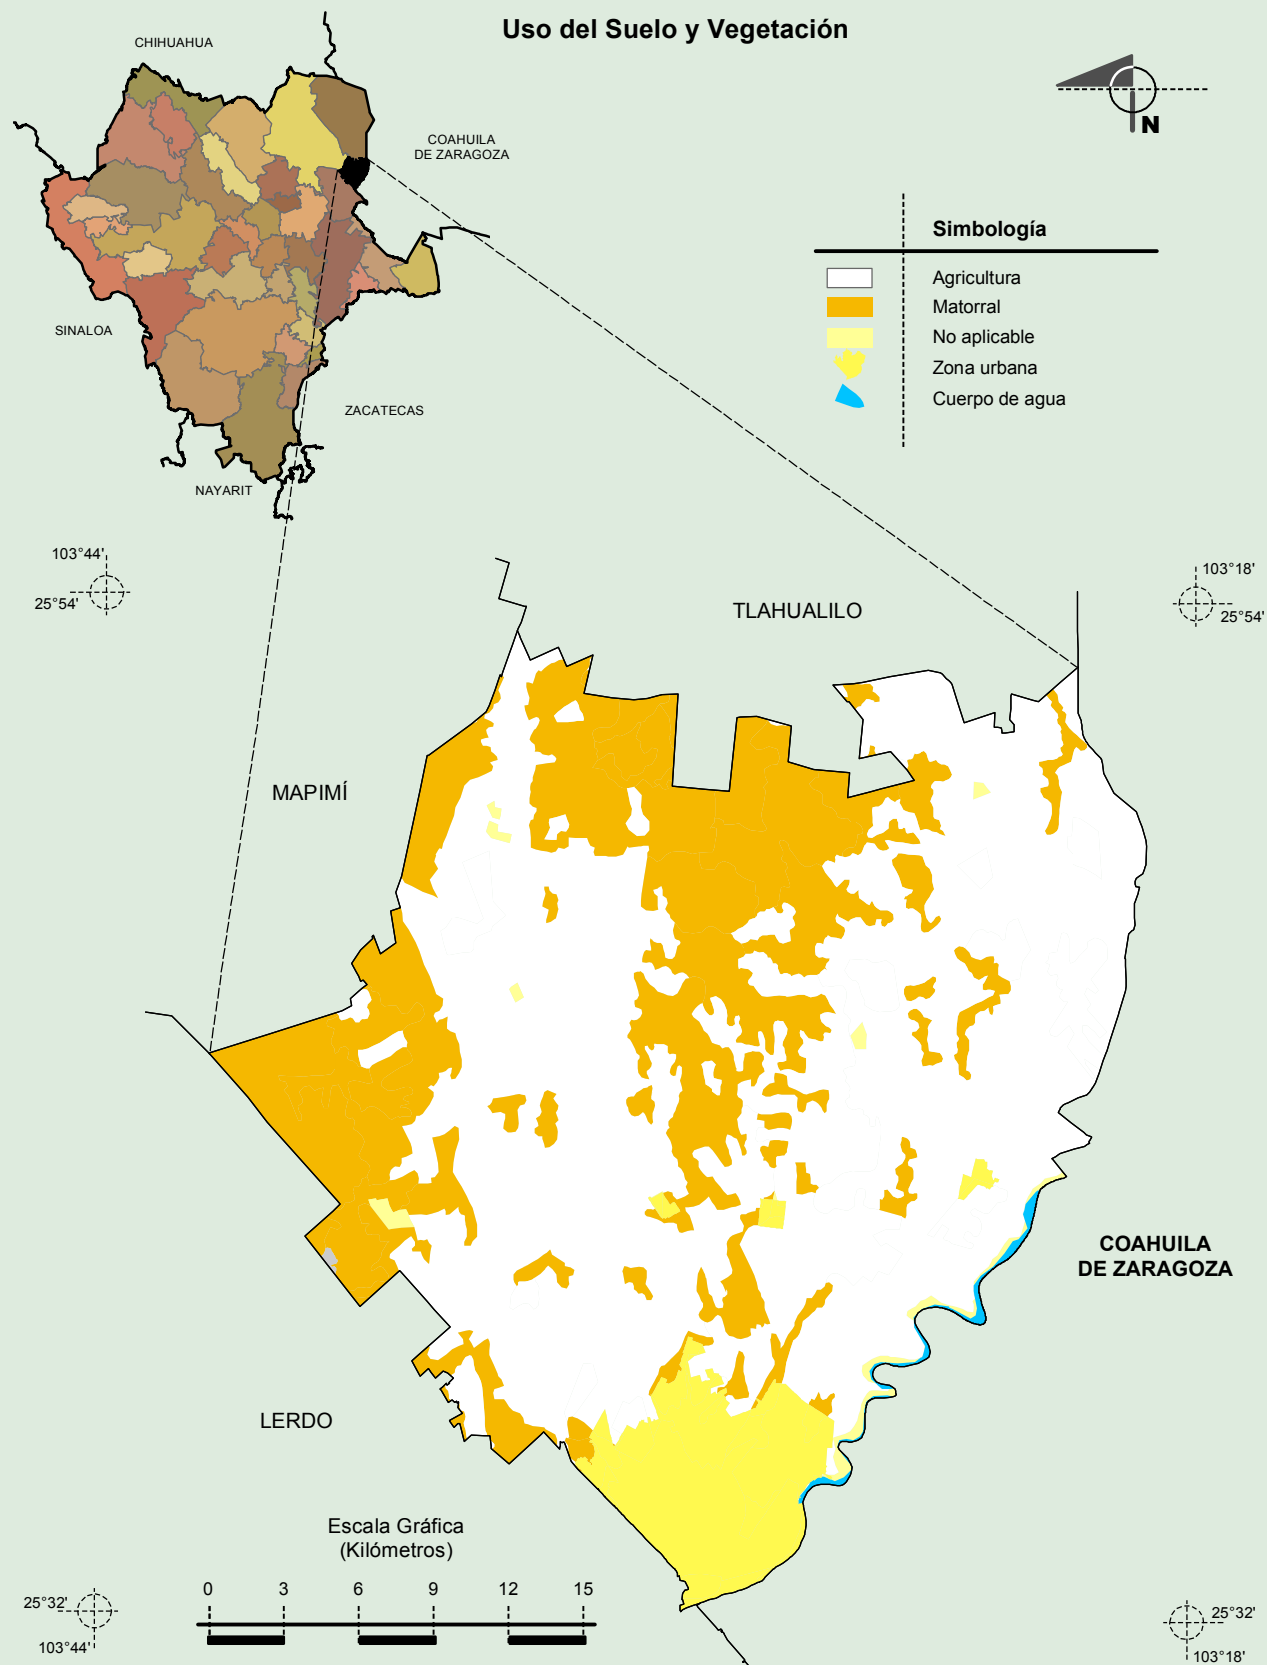 Uso del Suelo y Vegetación
CHIHUAHUA
COAHUILA
DE ZARAGOZA
N
Simbología
Agricultura
Matorral
No aplicable
Zona urbana
Cuerpo de agua
SINALOA
ZACATECAS
NAYARIT
103°44'
25°54'
103°18'
25°54'
TLAHUALILO
MAPIMÍ
COAHUILA
DE ZARAGOZA
LERDO
Escala Gráfica
(Kilómetros)
0 3 6 9 12 15
25°32'
103°44'
25°32'
103°18'